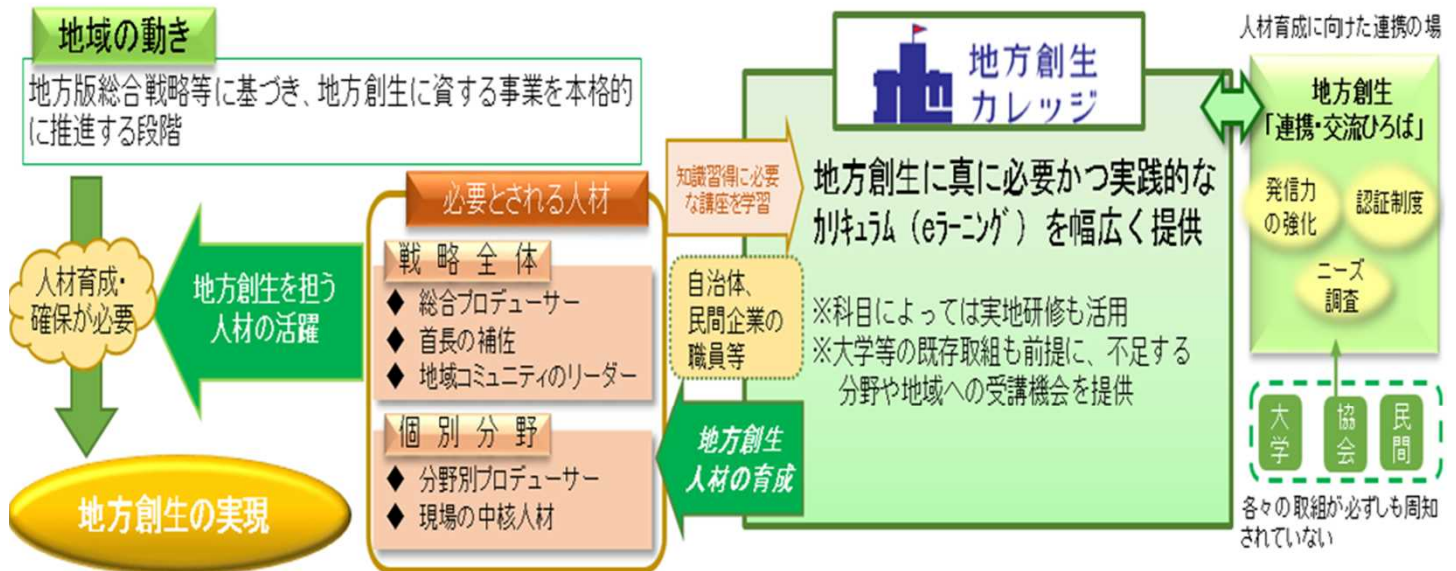 地域の動き
地方版総合戦略等に基づき、地方創生に資する事業を本格的
に推進する段階
人材育成・
確保が必要
地方創生の実現
地方創生を担う
人材の活躍
必要とされる人材
戦略全体
◆ 総合プロデューサー
◆ 首長の補佐
◆ 地域コミュニティのリーダー
個別分野
◆ 分野別プロデューサー
◆ 現場の中核人材
知識習得に必要
な講座を学習
自治体、
民間企業の
職員等
地方創生
人材の育成
地方創生
カレッジ
地方創生に真に必要かつ実践的な
カリキュラム（eラーニング）を幅広く提供
※科目によっては実地研修も活用
※大学等の既存取組も前提に、不足する
分野や地域への受講機会を提供
人材育成に向けた連携の場
地方創生
「連携・交流ひろば」
発信力
の強化
認証制度
ニーズ
調査
大学
協会
民間
各々の取組が必ずしも周知
されていない